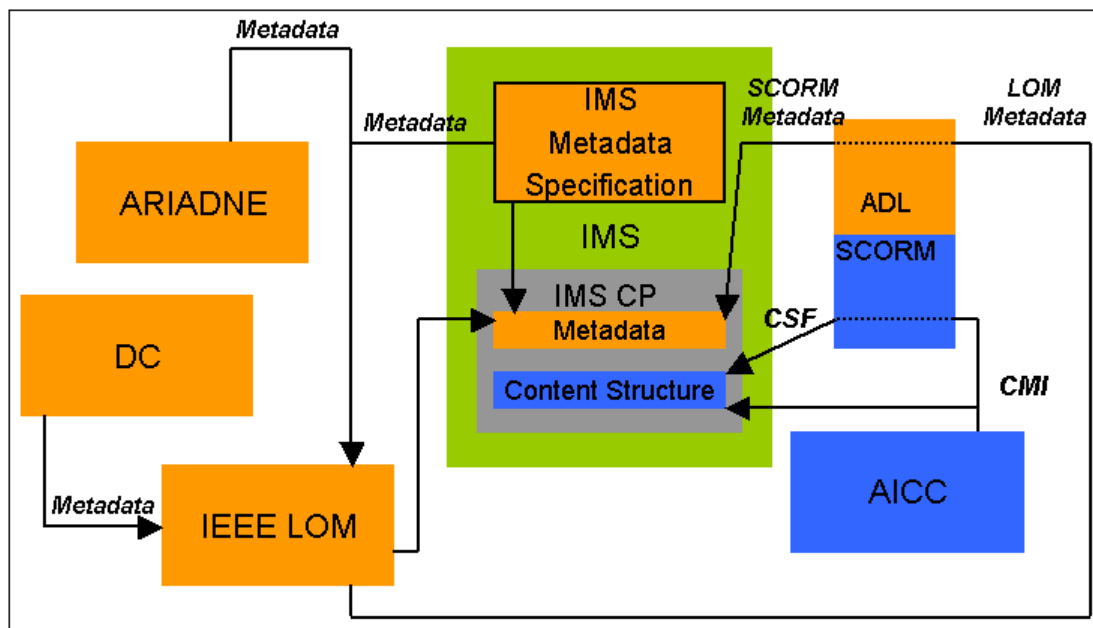 Metadata
Metadata
IMS
Metadata
Specification
SCORM
Metadata
LOM
Metadata
ARIADNE
ADL
SCORM
IMS
IMS CP
Metadata
CSF
DC
Content Structure
CMI
Metadata
IEEE LOM
AICC